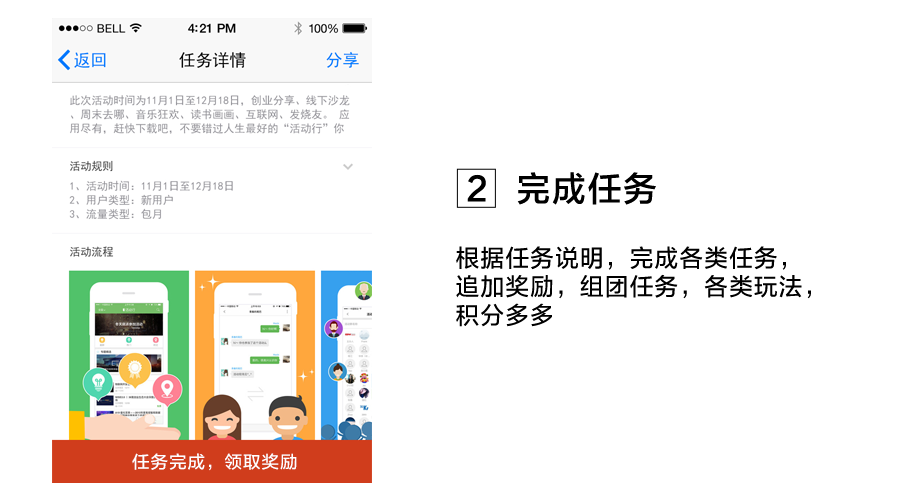 BELL 4:21 PM 100%
返回 任务详情 分享
此次活动时间为11月1日至12月18日，创业分享、线下沙龙
、周末去哪、音乐狂欢、读书画画、互联网、发烧友。 应
用尽有，赶快下载吧，不要错过人生最好的“活动行”你
活动规则
1、活动时间：11月1日至12月18日
2、用户类型：新用户
3、流量类型：包月
活动流程
任务完成，领取奖励
2 完成任务
根据任务说明，完成各类任务，
追加奖励，组团任务，各类玩法，
积分多多